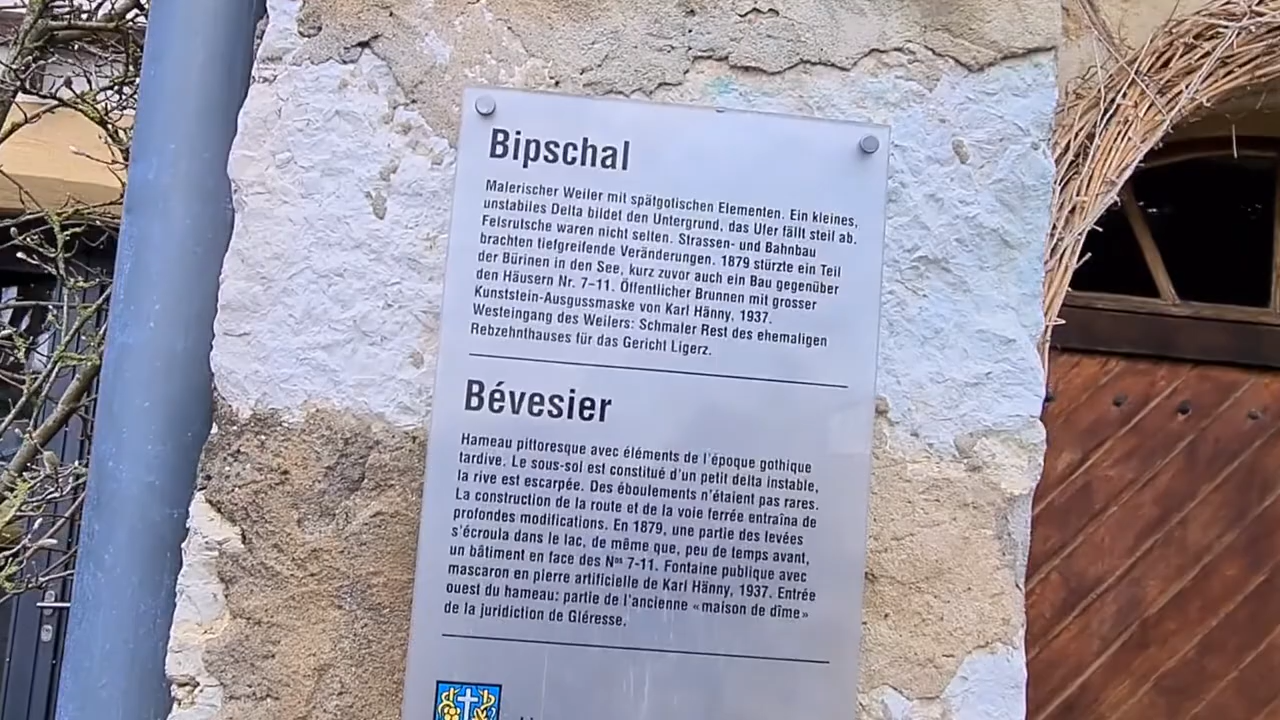 Bipschal
Malerischer Weiler mit spätgotischen Elementen. Ein kleines,
unstabiles Delta bildet den Untergrund, das Ufer fällt steil ab.
Felsrutsche waren nicht selten. Strassen- und Bahnbau
brachten tiefgreifende Veränderungen. 1879 stürzte ein Teil
der Bürinen in den See, kurz zuvor auch ein Bau gegenüber
den Häusern Nr. 7–11. Öffentlicher Brunnen mit grosser
Kunststein-Ausgussmaske von Karl Hänny, 1937.
Westeingang des Weilers: Schmaler Rest des ehemaligen
Rebzehnthauses für das Gericht Ligerz.
Bévesier
Hameau pittoresque avec éléments de l'époque gothique
tardive. Le sous-sol est constitué d'un petit delta instable,
la rive est escarpée. Des éboulements n'étaient pas rares.
La construction de la route et de la voie ferrée entraîna de
profondes modifications. En 1879, une partie des levées
s'écroula dans le lac, de même que, peu de temps avant,
un bâtiment en face des Nos 7-11. Fontaine publique avec
mascaron en pierre artificielle de Karl Hänny, 1937. Entrée
ouest du hameau: partie de l'ancienne «maison de dîme»
de la juridiction de Gléresse.